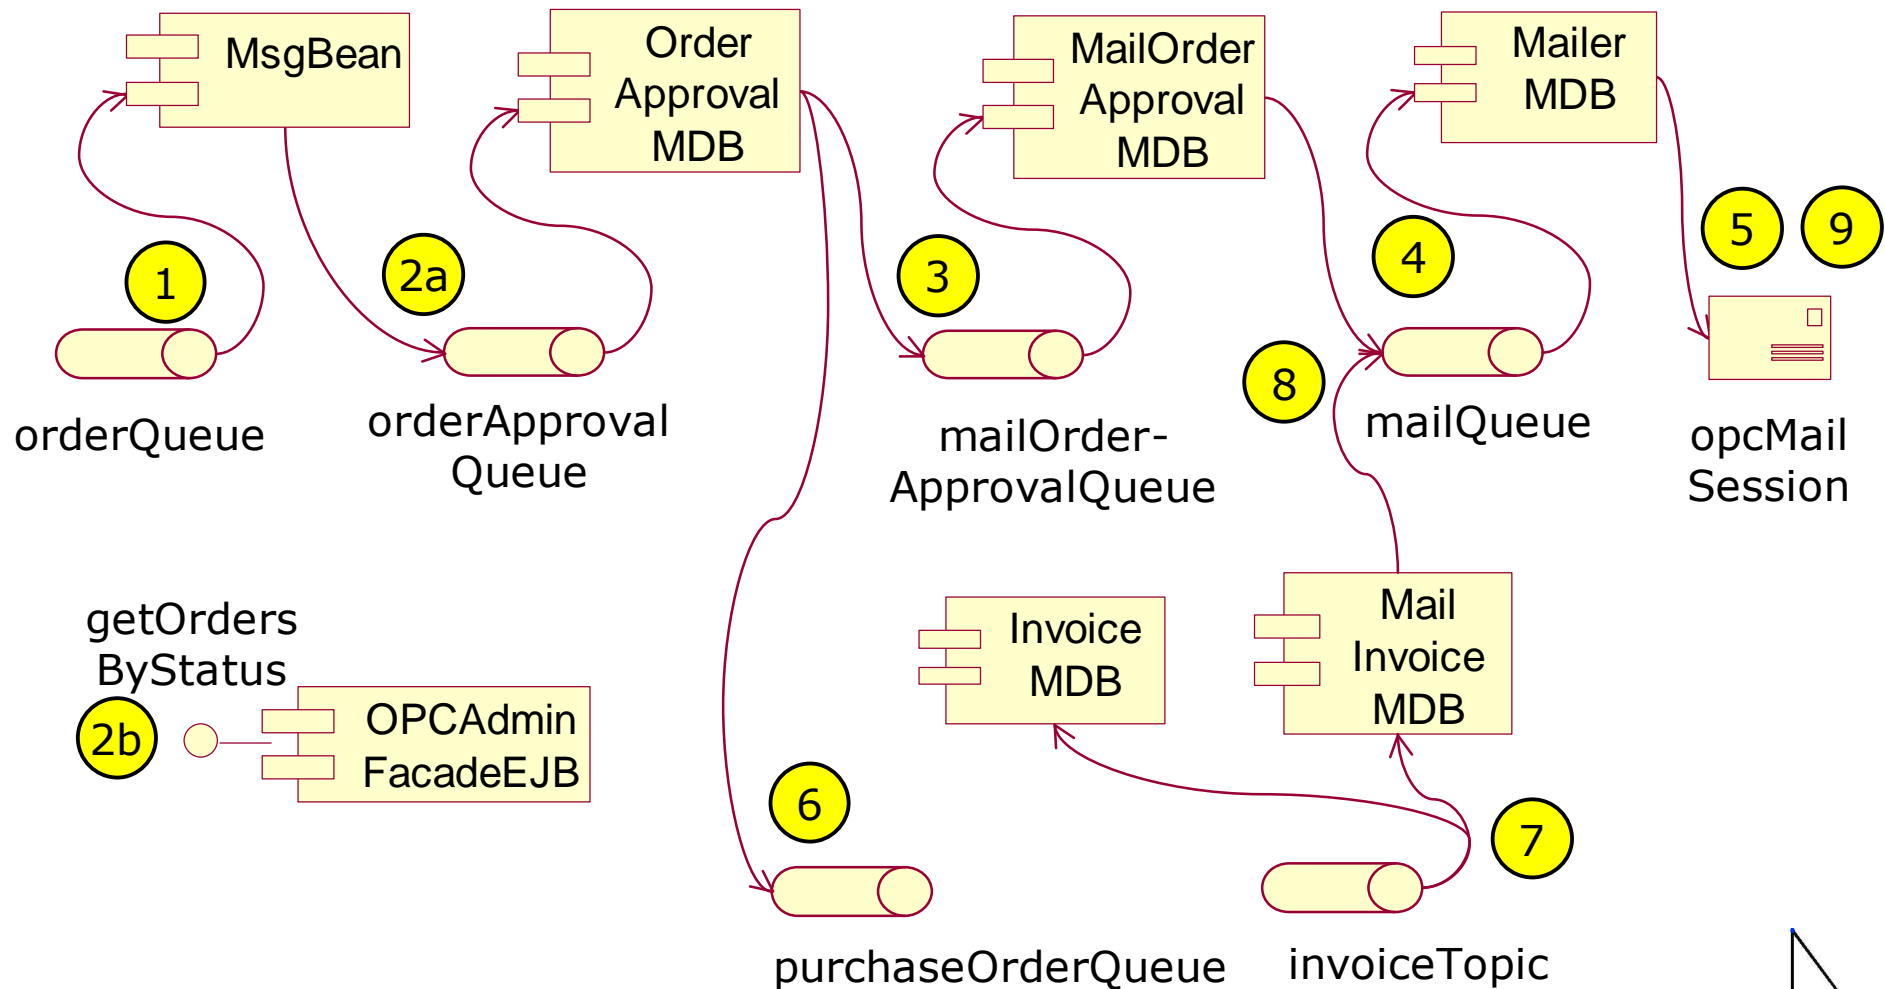 MsgBean
Order
Approval
MDB
MailOrder
Approval
MDB
Mailer
MDB
1
2a
3
4
5
9
8
orderQueue
orderApproval
Queue
mailOrder-
ApprovalQueue
mailQueue
opcMail
Session
getOrders
ByStatus
2b
OPCAdmin
FacadeEJB
Invoice
MDB
Mail
Invoice
MDB
6
7
purchaseOrderQueue
invoiceTopic